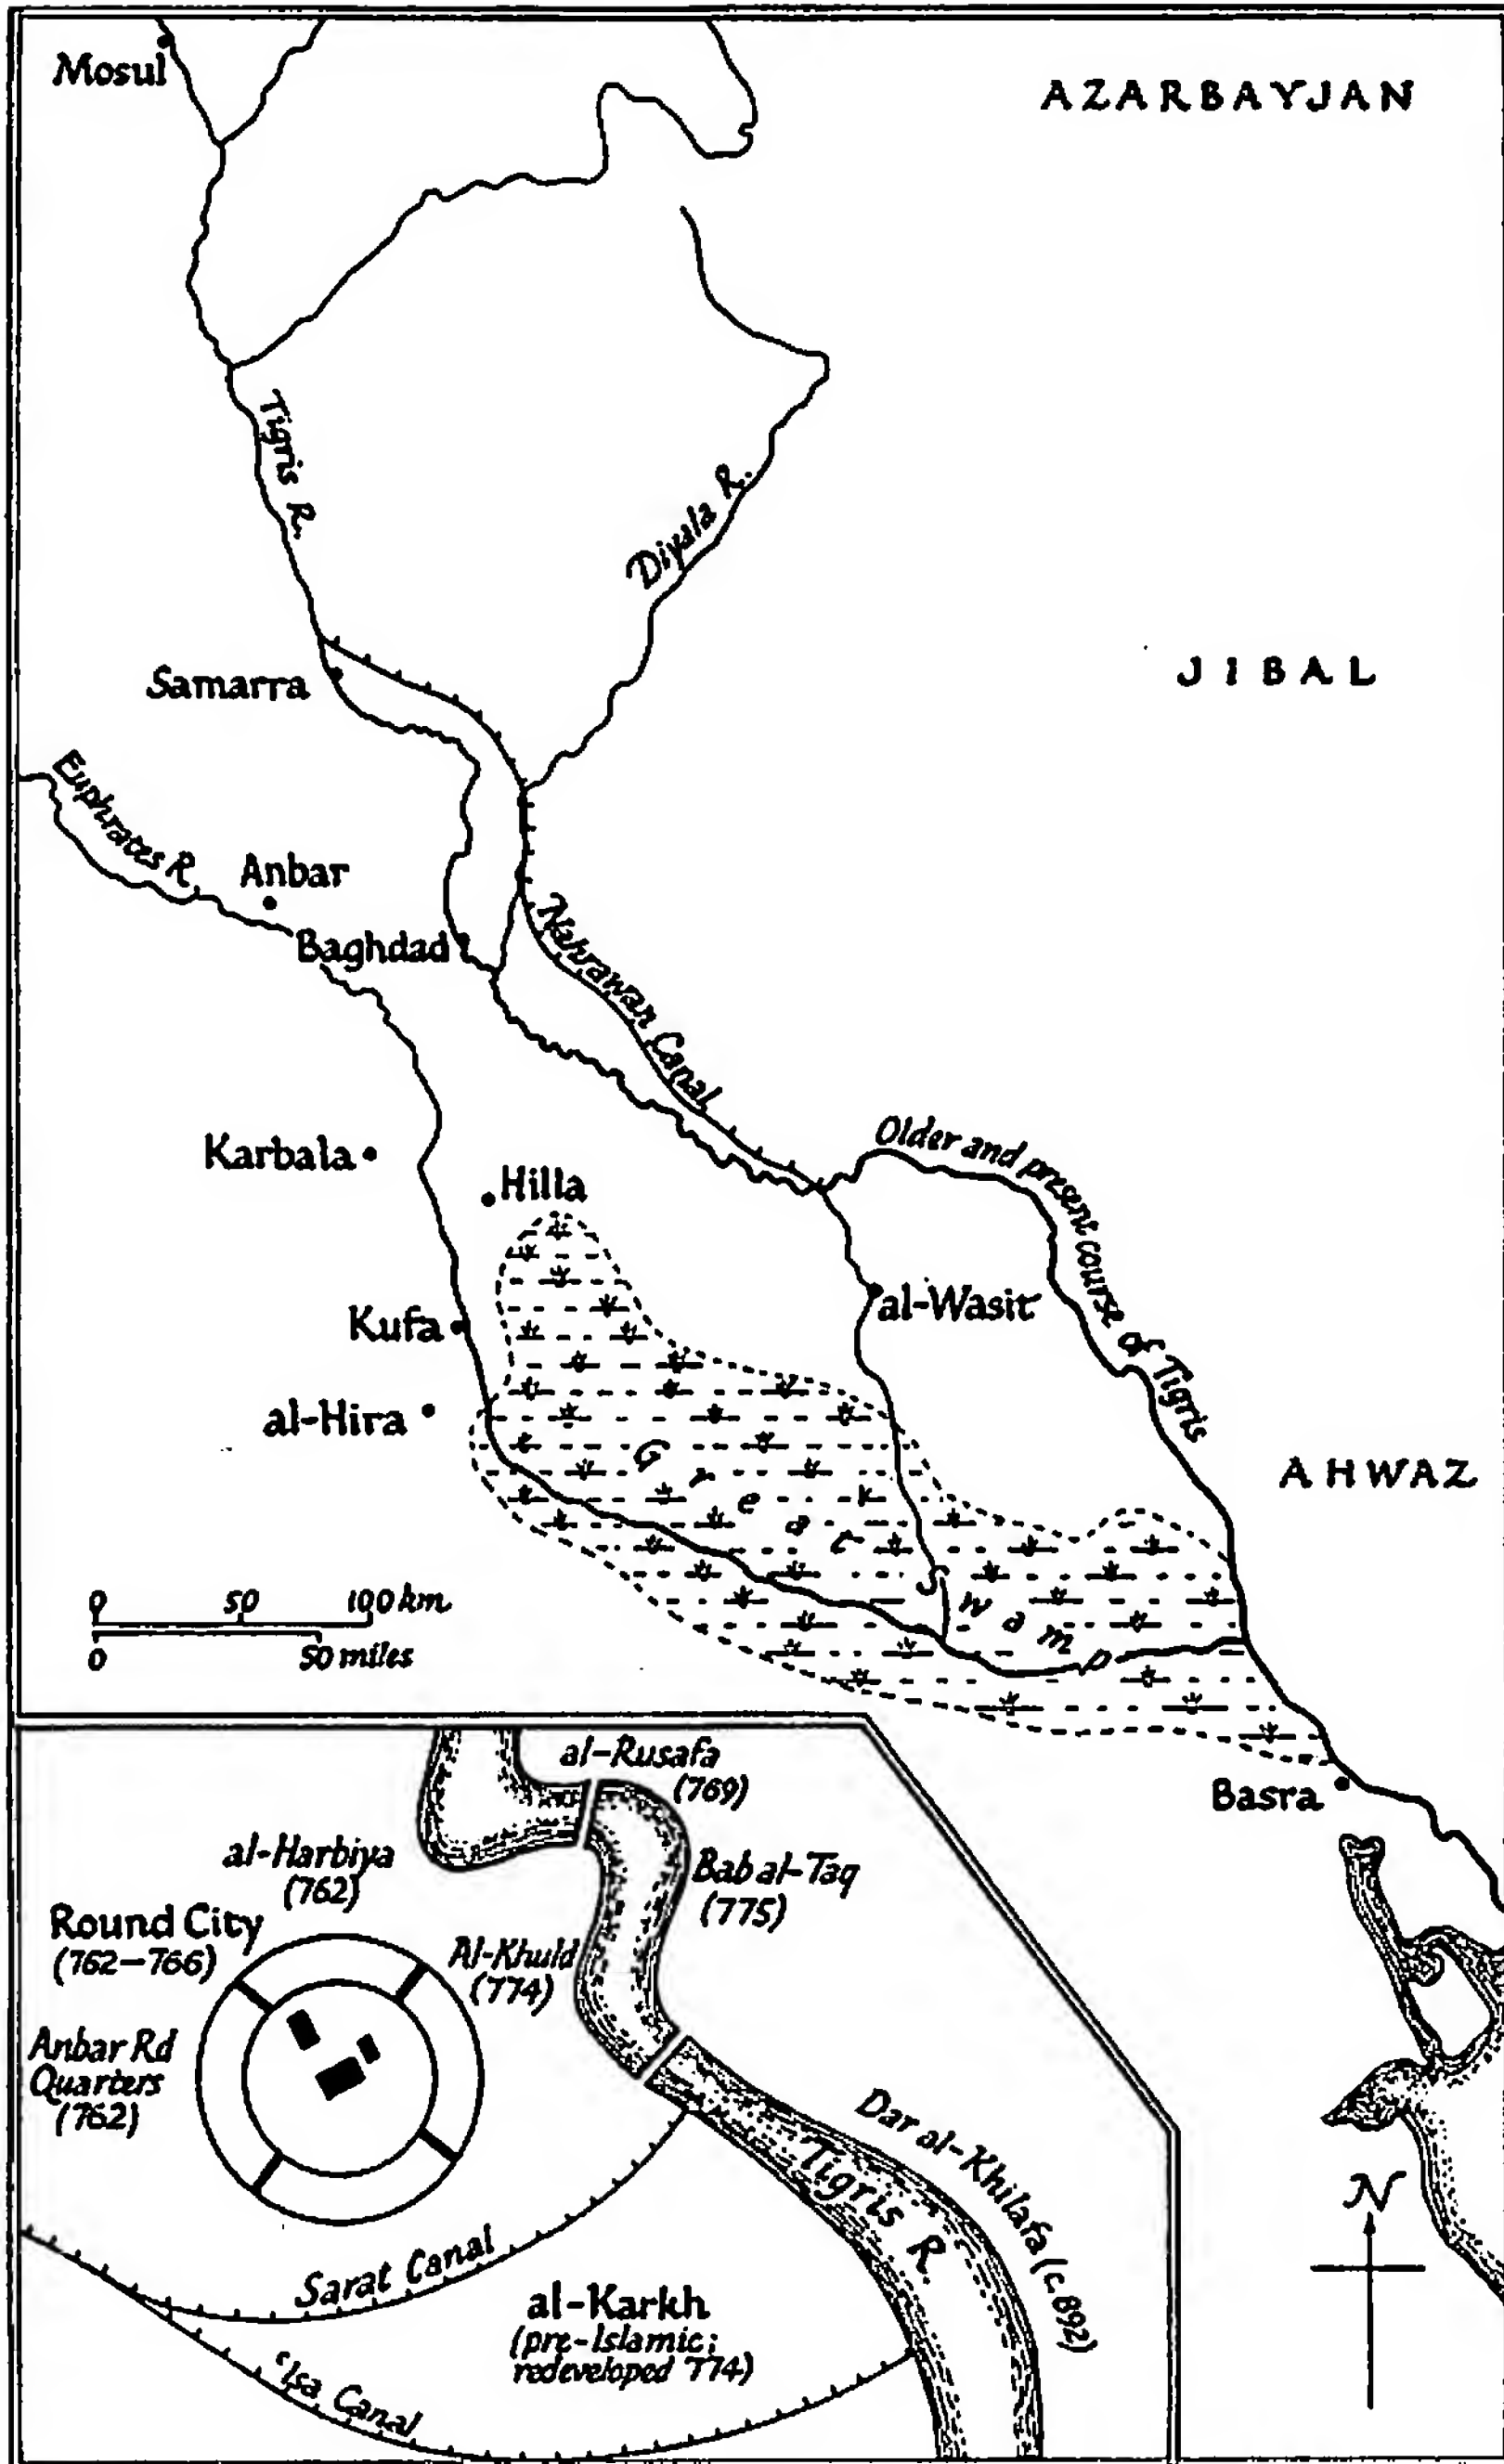 Mosul
AZARBAYJAN
Tigris R.
Diyala R.
Samarra
JIBAL
Euphrates R.
Anbar
Baghdad
Nahrawan Canal
Karbala
Hilla
Older and present course of Tigris
al-Wasit
Kufa
al-Hira
Great Swamp
AHWAZ
0 50 100 km
0 50 miles
Basra
al-Rusafa
(769)
al-Harbiya
(762)
Bab al-Taq
(775)
Round City
(762–766)
Al-Khuld
(774)
Anbar Rd
Quarters
(762)
Dar al-Khilafa (c.892)
Tigris R.
N
Sarat Canal
al-Karkh
(pre-Islamic;
redeveloped 774)
ʿIsa Canal